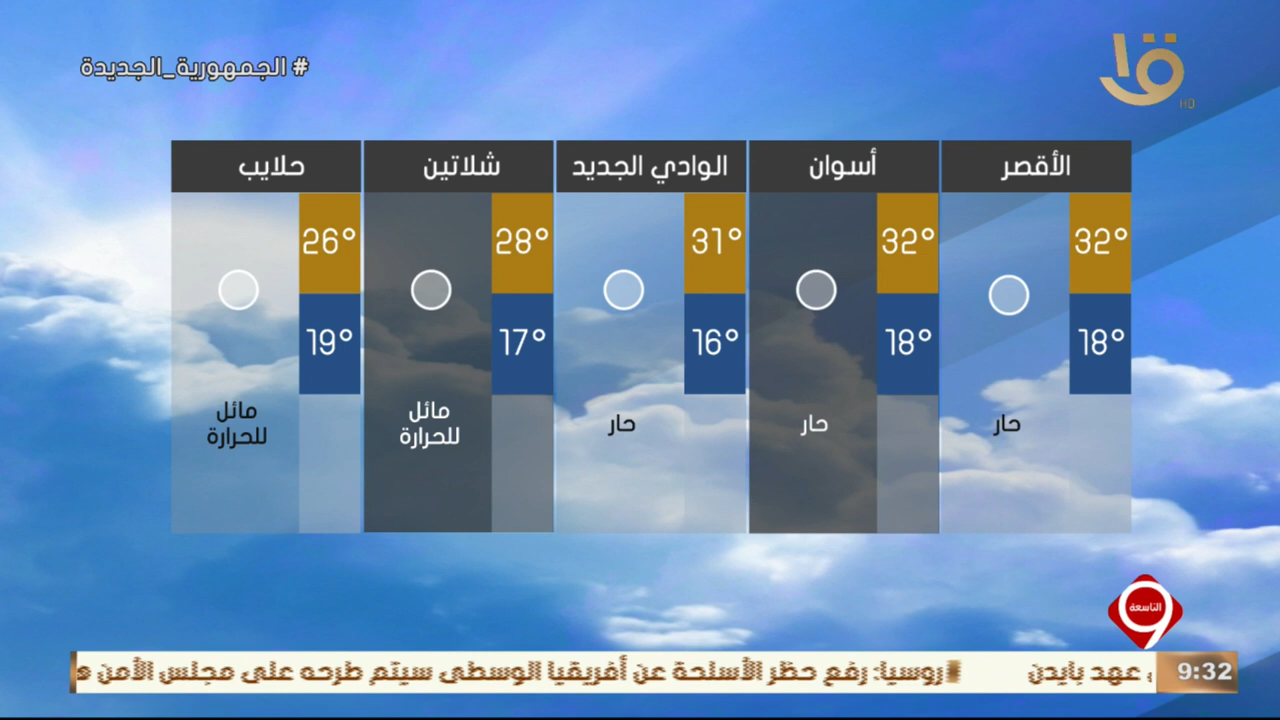 # الجمهورية_الجديدة
HD
الأقصر
32°
18°
حار
أسوان
32°
18°
حار
الوادي الجديد
31°
16°
حار
شلاتين
28°
17°
مائل
للحرارة
حلايب
26°
19°
مائل
للحرارة
التاسعة
9
9:32
عهد بايدن روسيا: رفع حظر الأسلحة عن أفريقيا الوسطى سيتم طرحه على مجلس الأمن